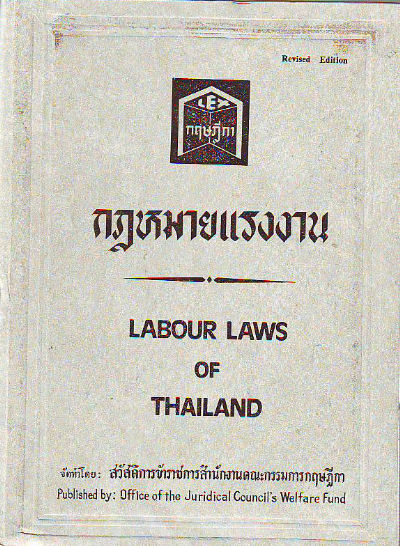 Revised Edition
LEX
กฤษฎีกา
กฎหมายแรงงาน
LABOUR LAWS
OF
THAILAND
จัดทำโดย : สวัสดิการข้าราชการสำนักงานคณะกรรมการกฤษฎีกา
Published by: Office of the Juridical Council's Welfare Fund